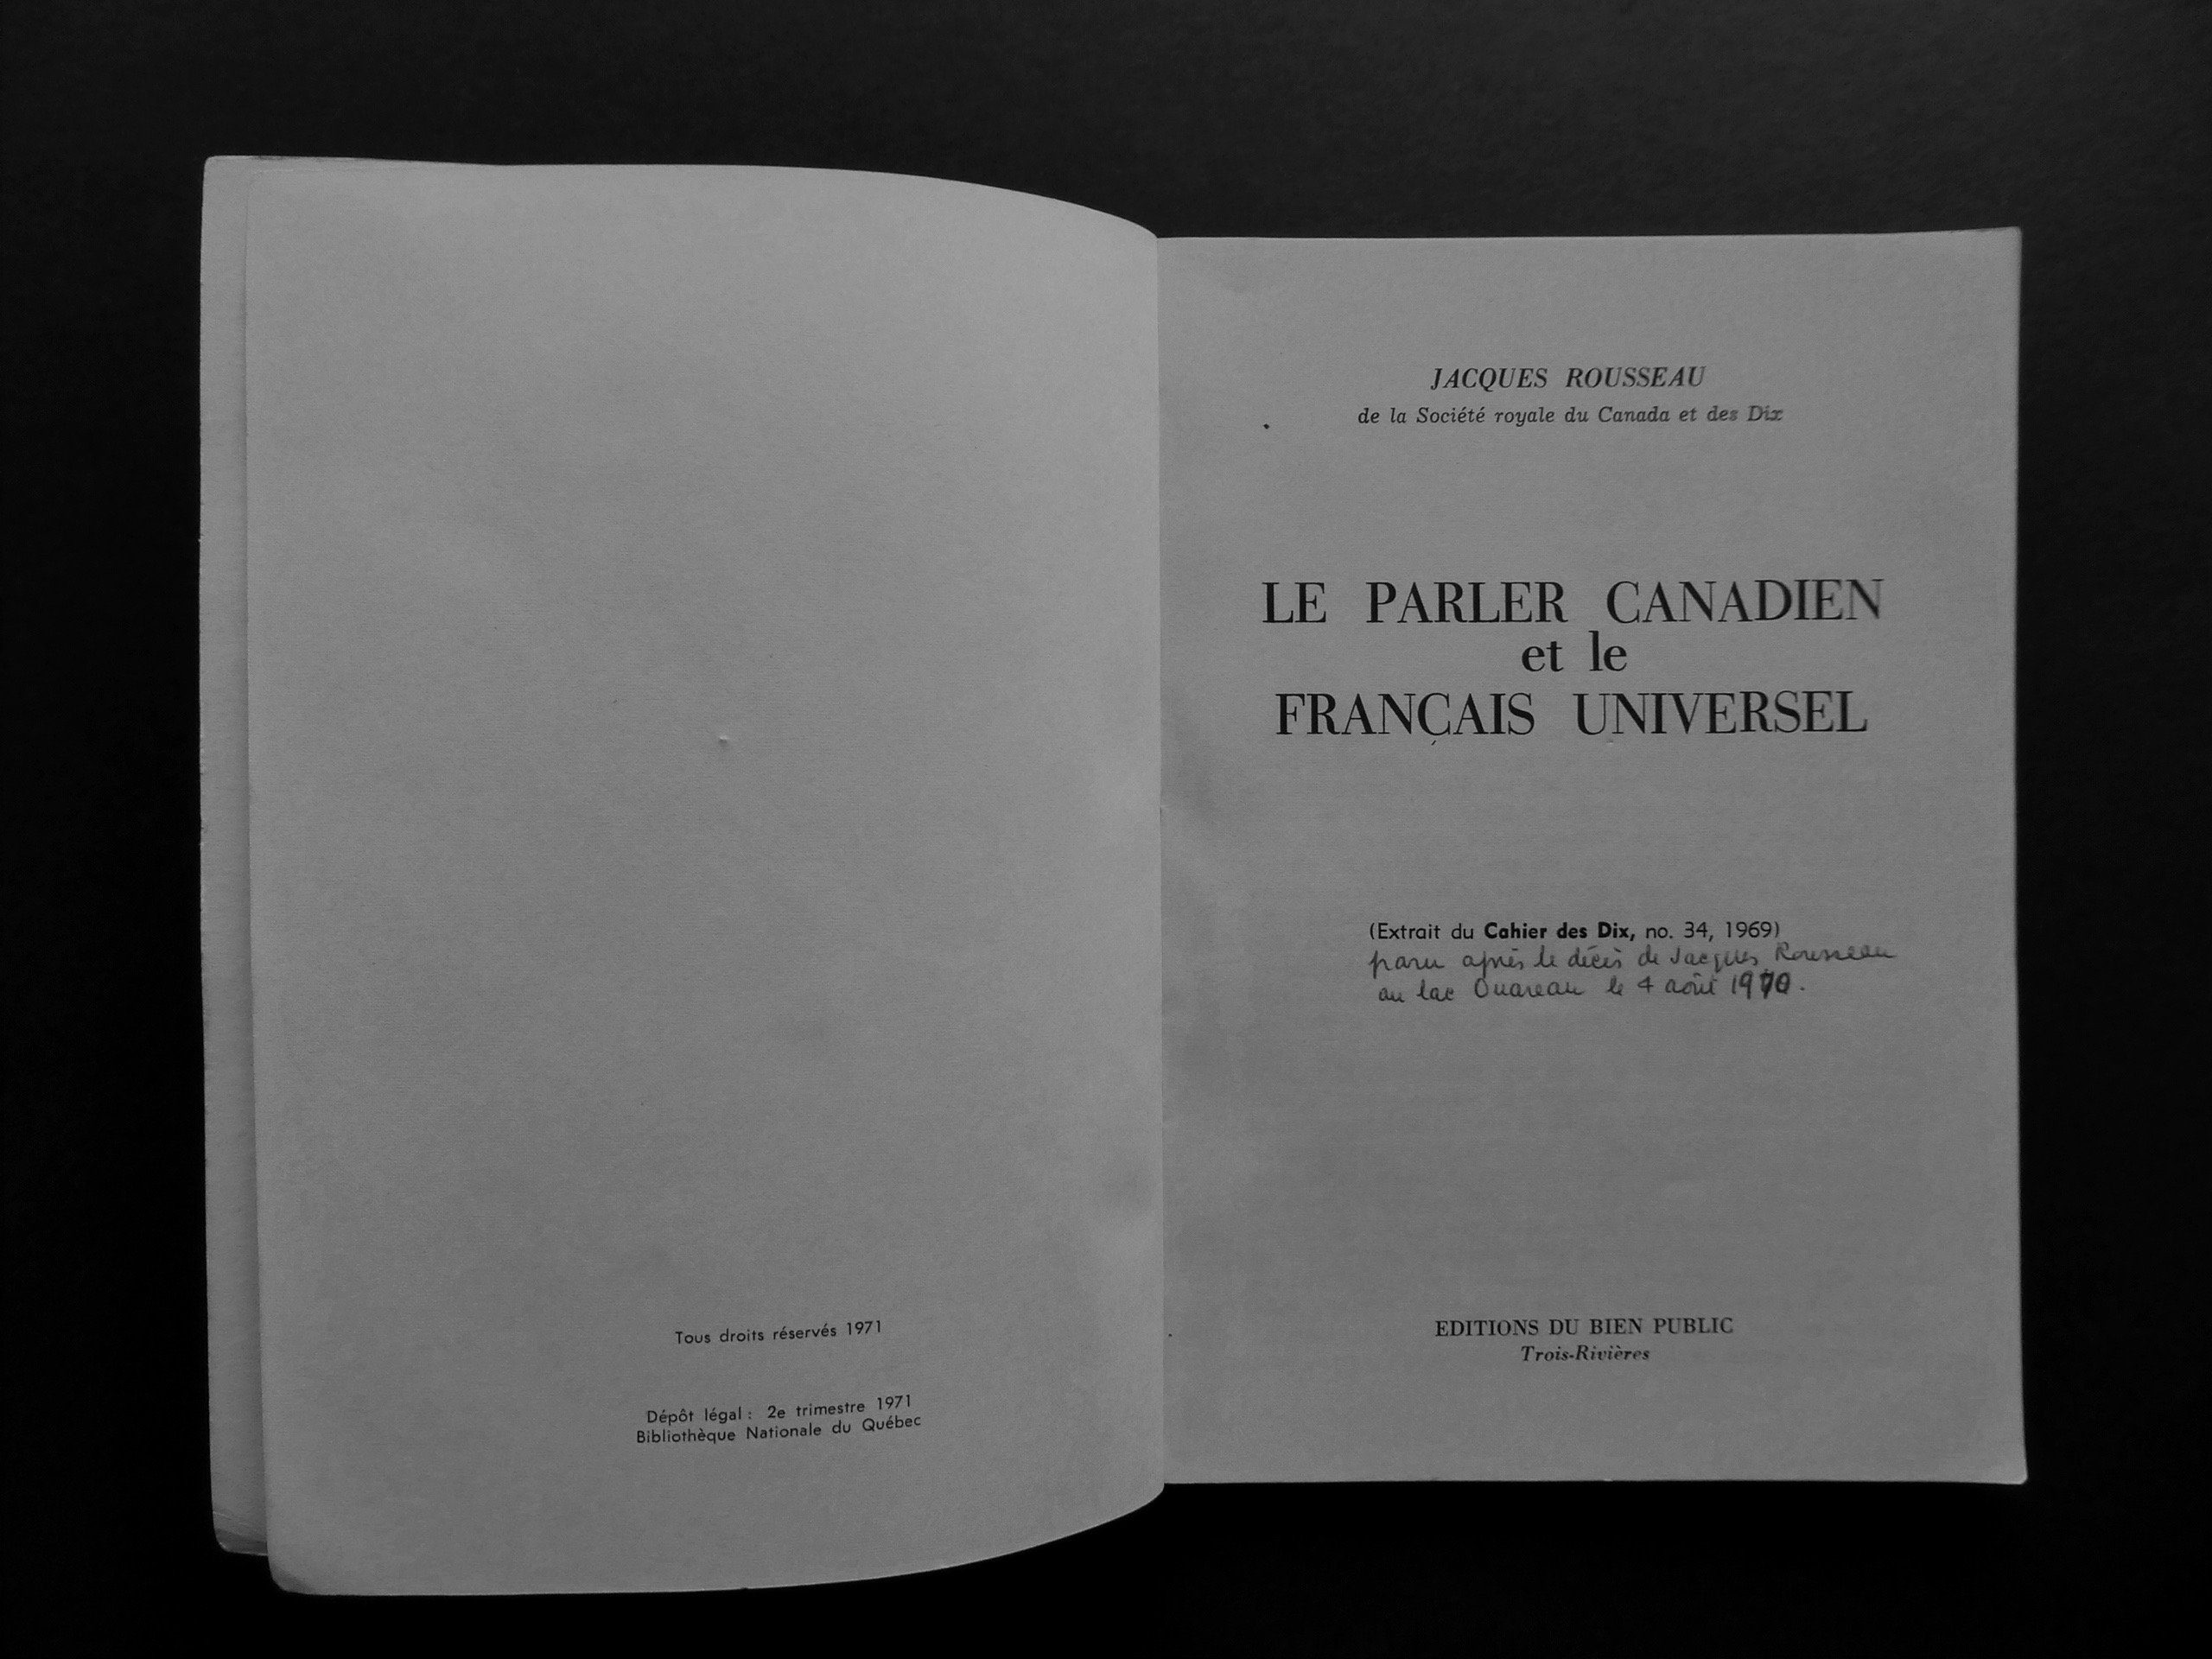 Tous droits réservés 1971
Dépôt légal : 2e trimestre 1971
Bibliothèque Nationale du Québec
JACQUES ROUSSEAU
de la Société royale du Canada et des Dix
LE PARLER CANADIEN
et le
FRANÇAIS UNIVERSEL
(Extrait du Cahier des Dix, no. 34, 1969)
paru après le décès de Jacques Rousseau
au lac Ouareau le 4 août 1970.
EDITIONS DU BIEN PUBLIC
Trois-Rivières